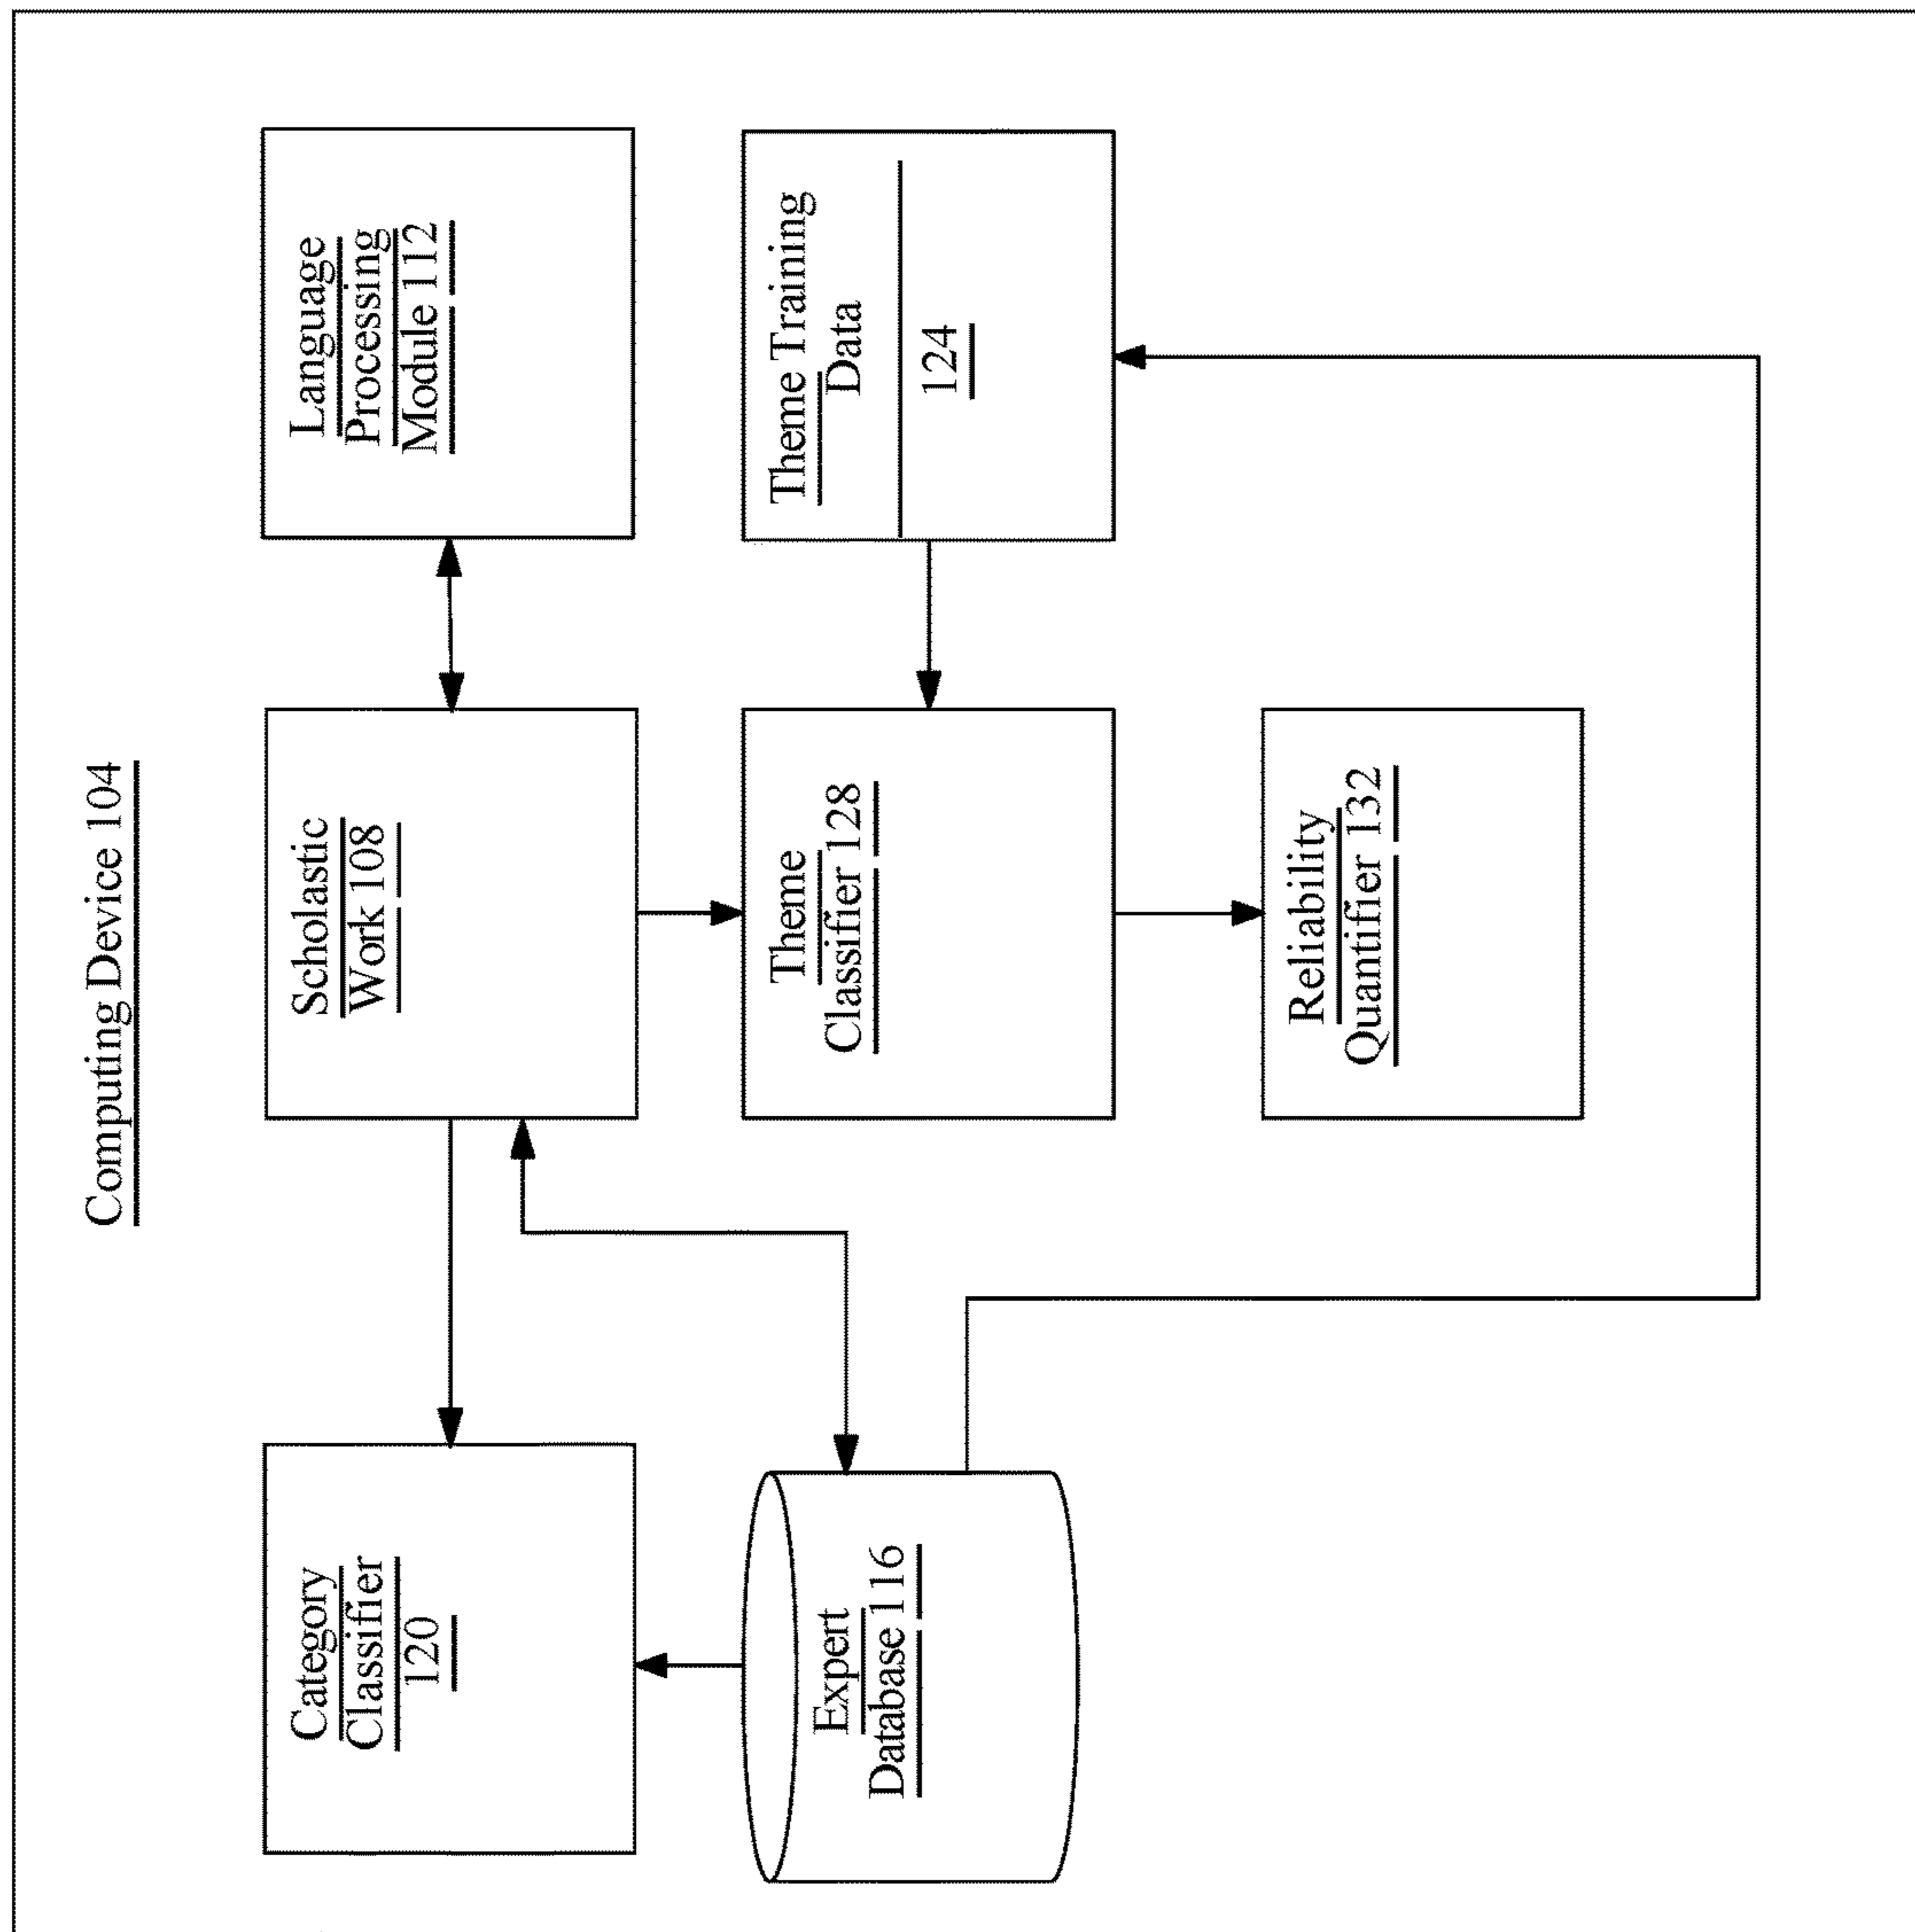 Computing Device 104
Category
Classifier
120
Scholastic
Work 108
Language
Processing
Module 112
Expert
Database 116
Theme
Classifier 128
Theme Training
Data
124
Reliability
Quantifier 132